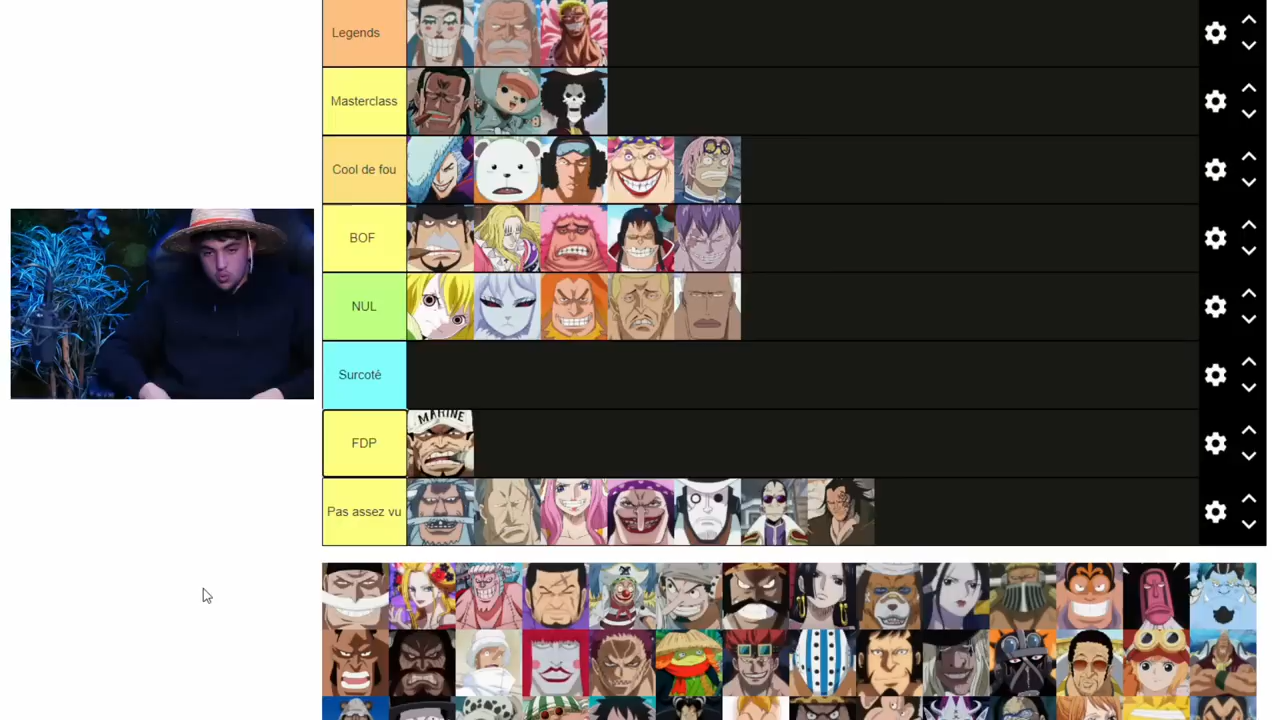 Legends
Masterclass
Cool de fou
BOF
NUL
Surcoté
FDP
MARINE
Pas assez vu